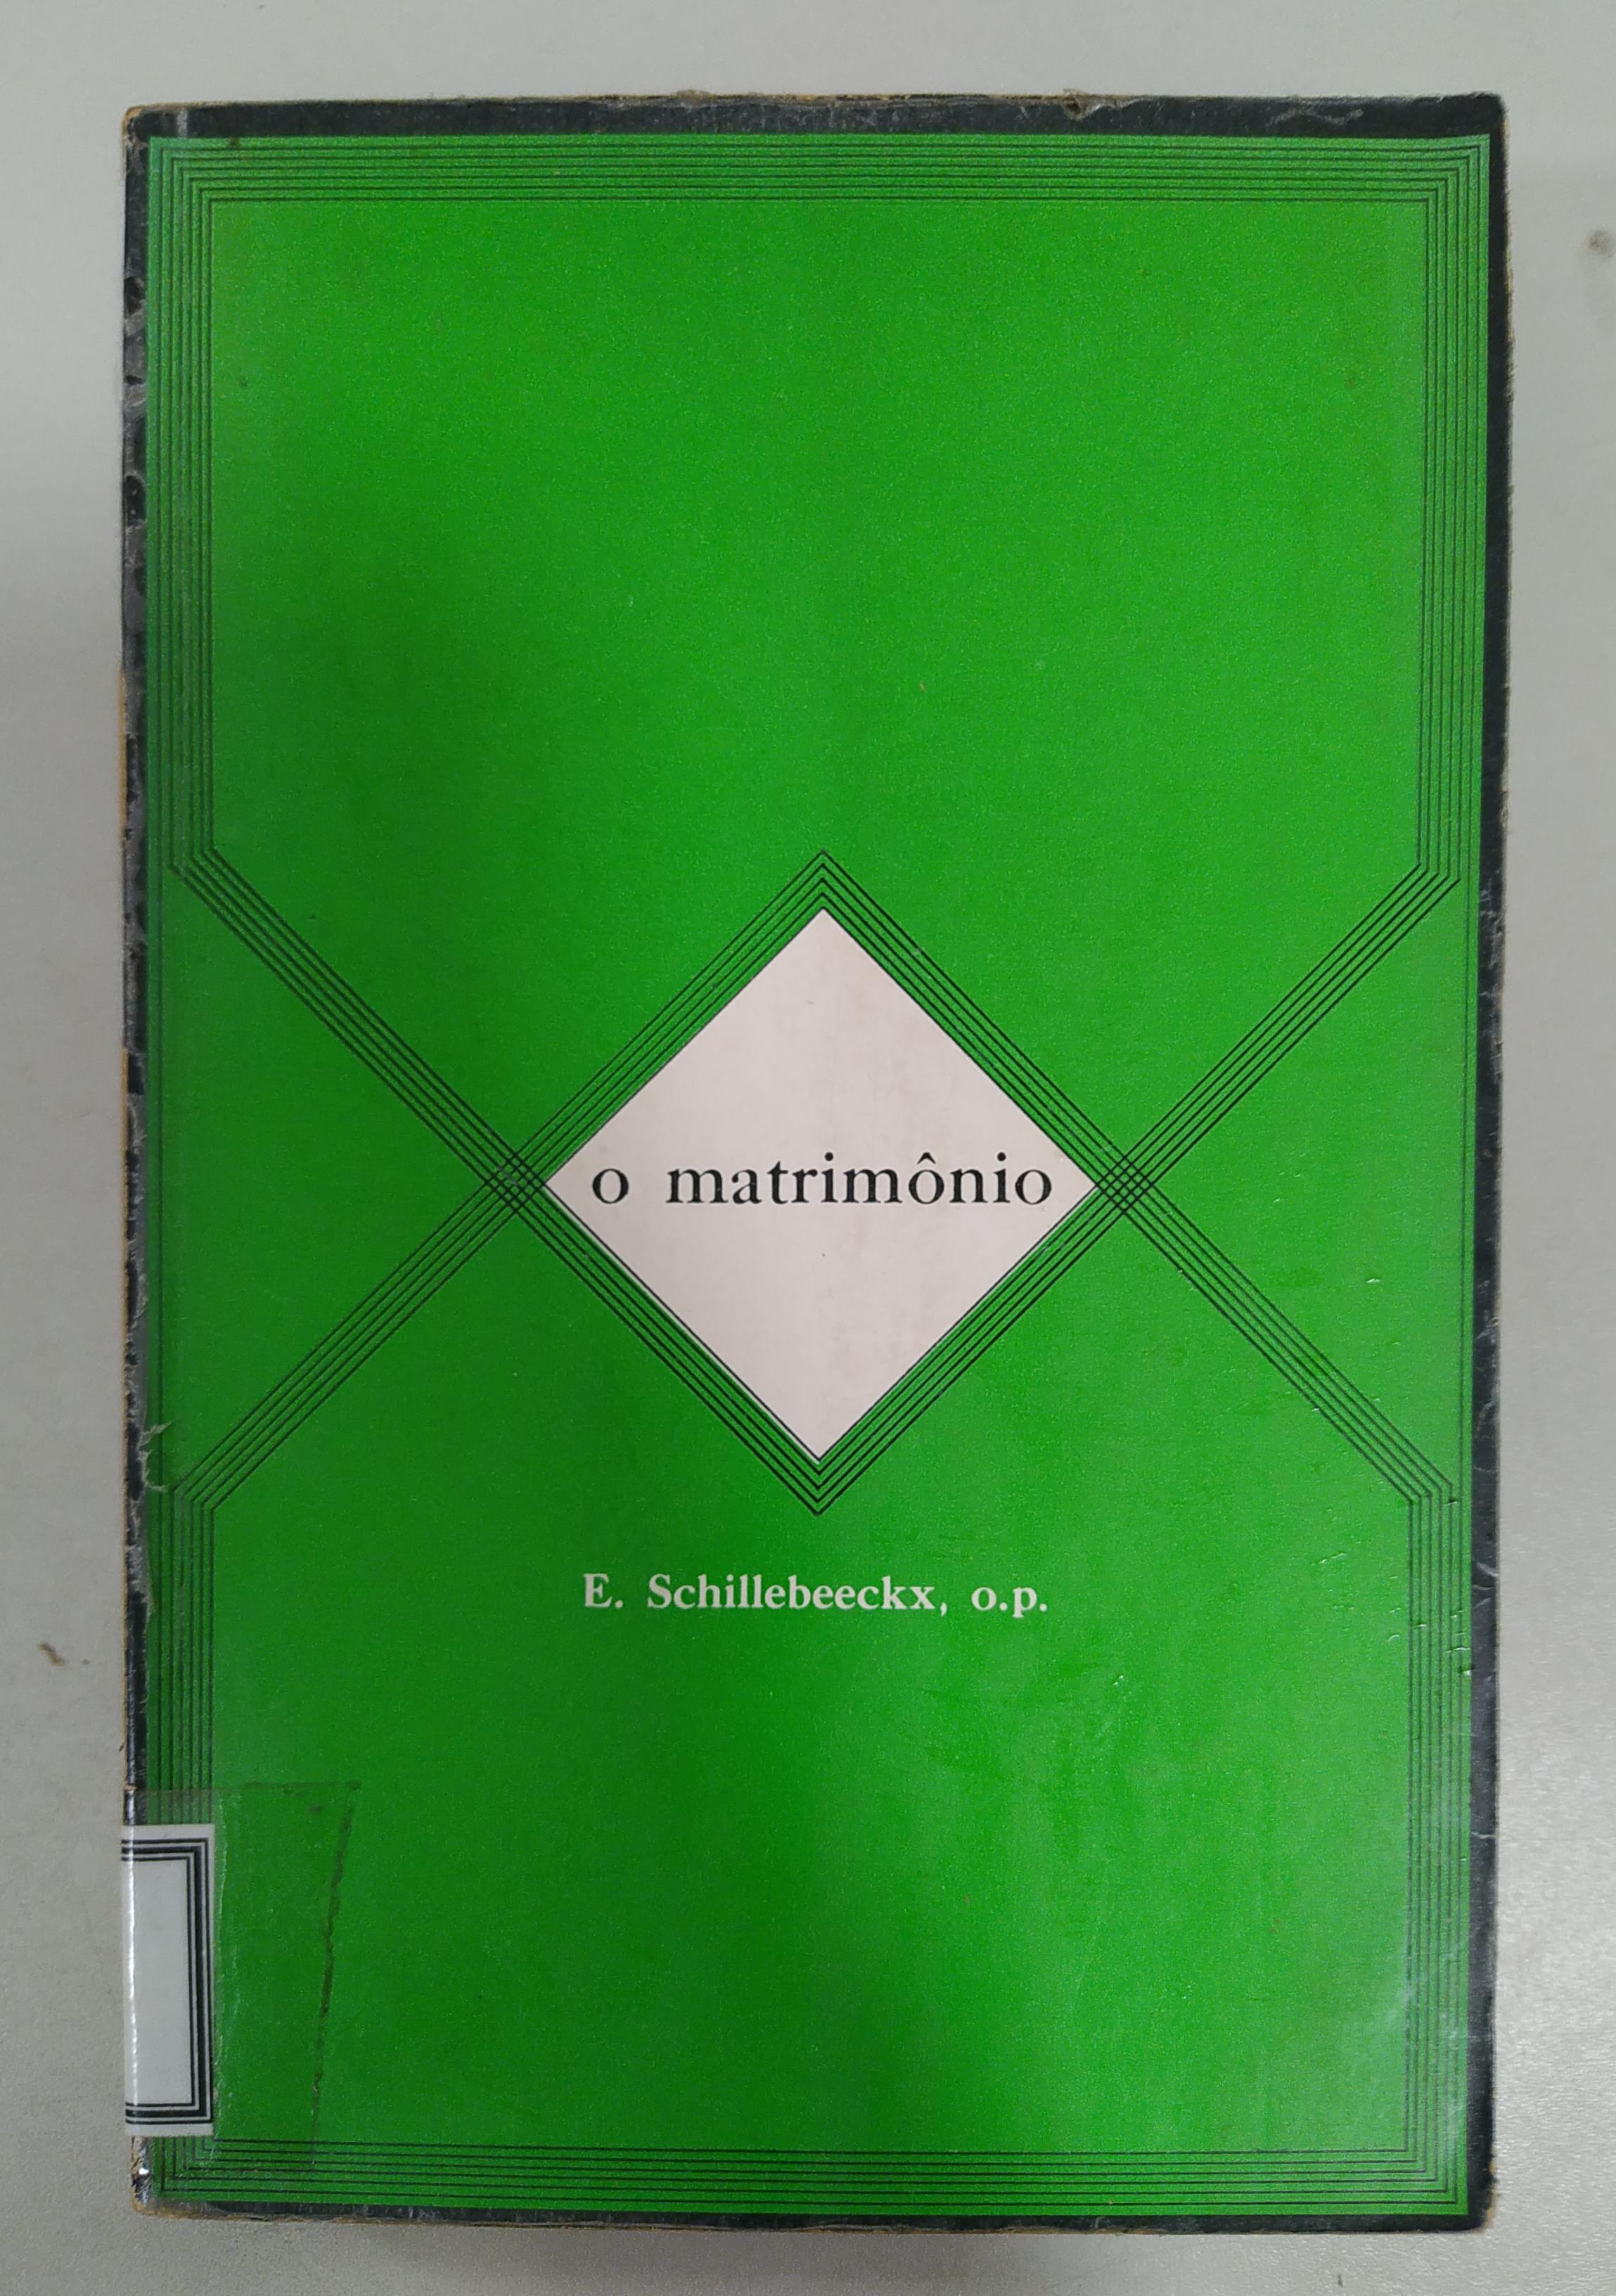 o matrimônio
E. Schillebeeckx, o.p.